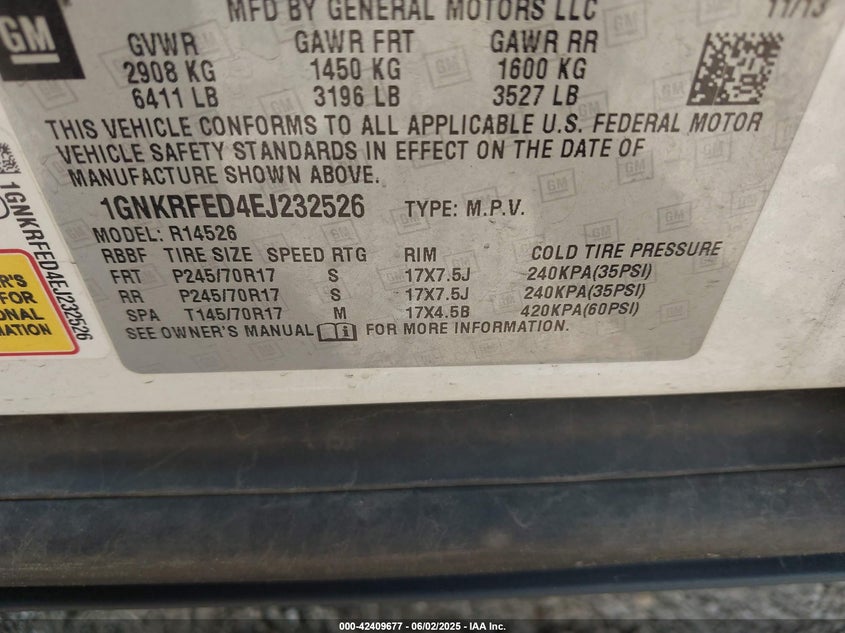 GM
MFD BY GENERAL MOTORS LLC 11/13
GVWR GAWR FRT GAWR RR
2908 KG 1450 KG 1600 KG
6411 LB 3196 LB 3527 LB
THIS VEHICLE CONFORMS TO ALL APPLICABLE U.S. FEDERAL MOTOR
VEHICLE SAFETY STANDARDS IN EFFECT ON THE DATE OF
MANUFACTURE SHOWN ABOVE.
1GNKRFED4EJ232526 TYPE: M.P.V.
MODEL: R14526
RBBF TIRE SIZE SPEED RTG RIM COLD TIRE PRESSURE
FRT P245/70R17 S 17X7.5J 240KPA(35PSI)
RR P245/70R17 S 17X7.5J 240KPA(35PSI)
SPA T145/70R17 M 17X4.5B 420KPA(60PSI)
SEE OWNER'S MANUAL FOR MORE INFORMATION.
1GNKRFED4EJ232526
ER'S
FOR
ONAL
MATION
000-42409677 - 06/02/2025 - IAA Inc.